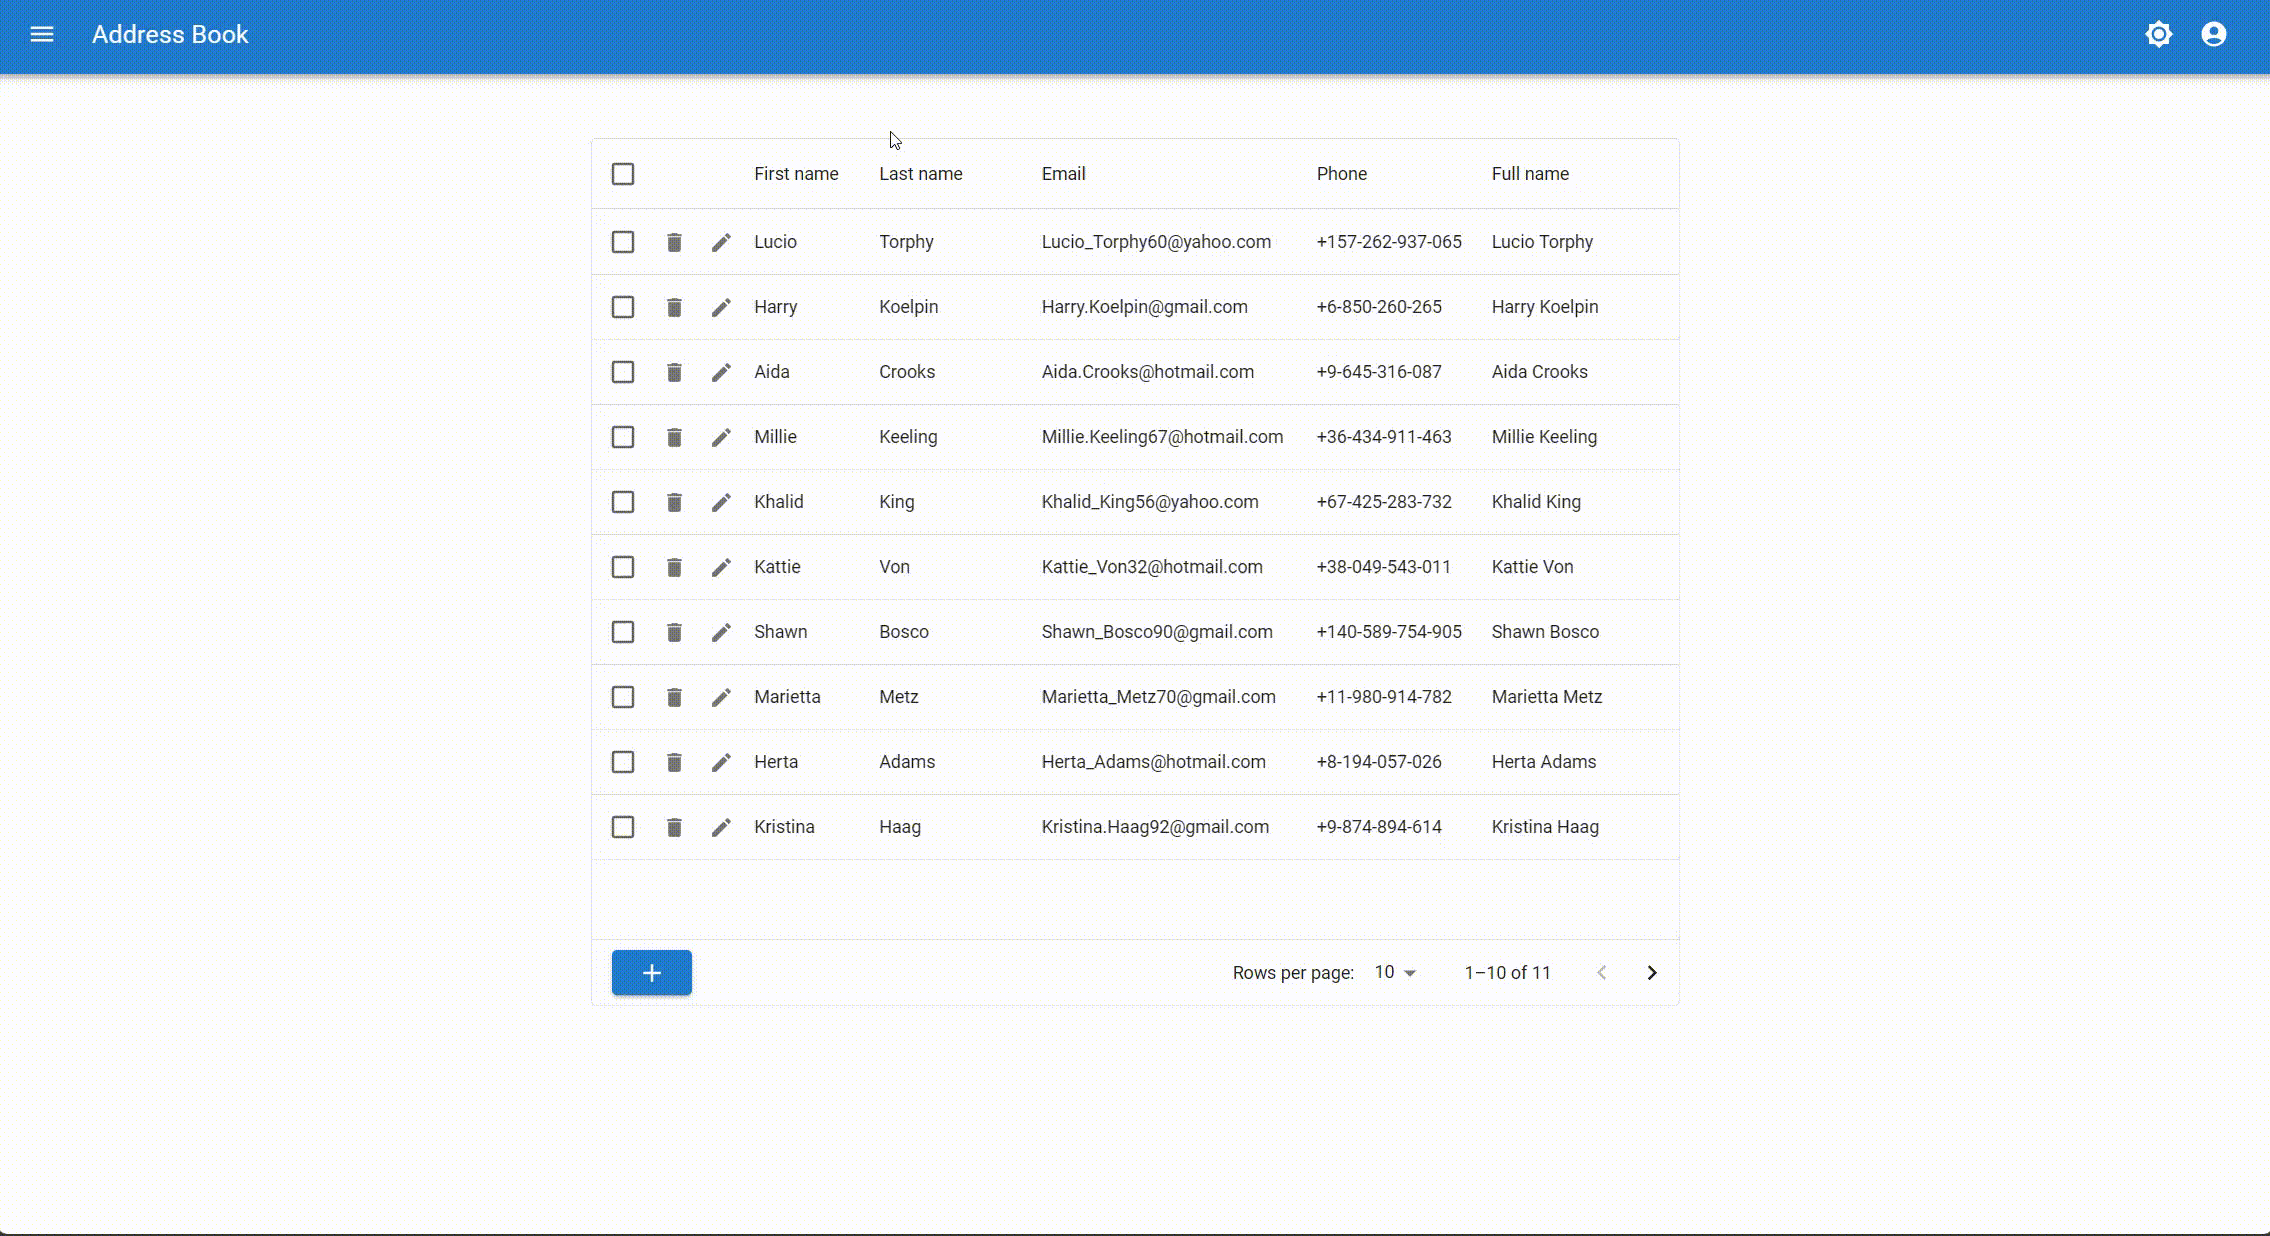 Address Book
First name Last name Email Phone Full name
Lucio Torphy Lucio_Torphy60@yahoo.com +157-262-937-065 Lucio Torphy
Harry Koelpin Harry.Koelpin@gmail.com +6-850-260-265 Harry Koelpin
Aida Crooks Aida.Crooks@hotmail.com +9-645-316-087 Aida Crooks
Millie Keeling Millie.Keeling67@hotmail.com +36-434-911-463 Millie Keeling
Khalid King Khalid_King56@yahoo.com +67-425-283-732 Khalid King
Kattie Von Kattie_Von32@hotmail.com +38-049-543-011 Kattie Von
Shawn Bosco Shawn_Bosco90@gmail.com +140-589-754-905 Shawn Bosco
Marietta Metz Marietta_Metz70@gmail.com +11-980-914-782 Marietta Metz
Herta Adams Herta_Adams@hotmail.com +8-194-057-026 Herta Adams
Kristina Haag Kristina.Haag92@gmail.com +9-874-894-614 Kristina Haag
+ Rows per page: 10 1–10 of 11